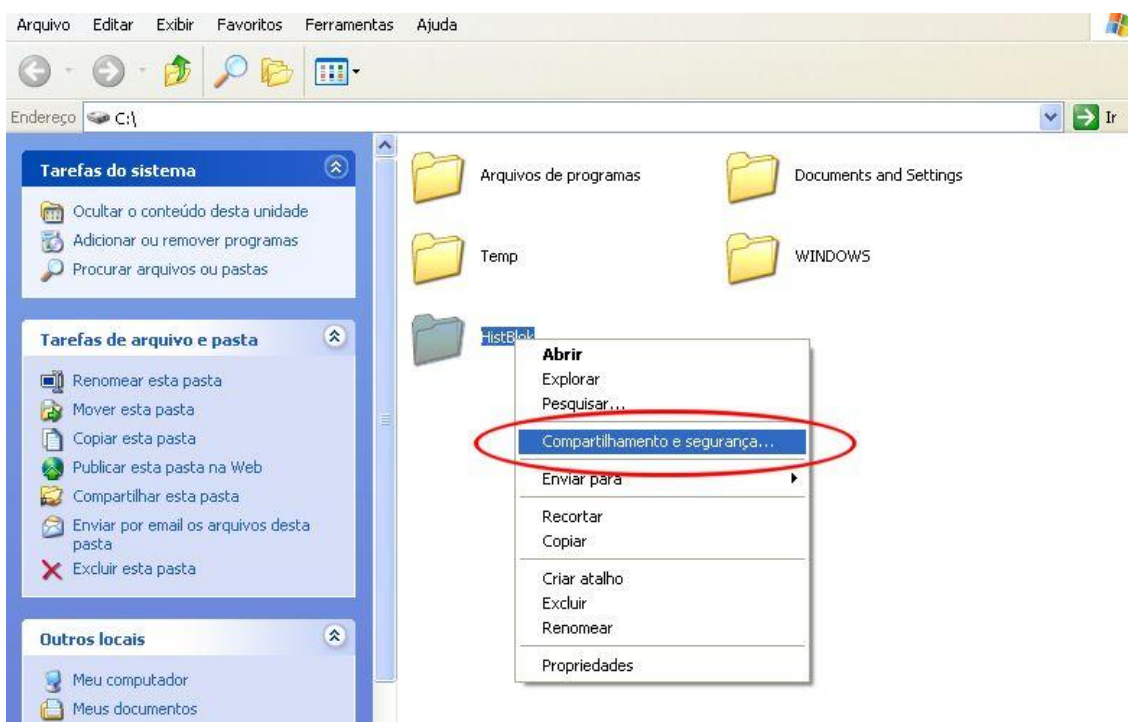 Arquivo Editar Exibir Favoritos Ferramentas Ajuda
Endereço C:\ Ir
Tarefas do sistema
Ocultar o conteúdo desta unidade
Adicionar ou remover programas
Procurar arquivos ou pastas
Tarefas de arquivo e pasta
Renomear esta pasta
Mover esta pasta
Copiar esta pasta
Publicar esta pasta na Web
Compartilhar esta pasta
Enviar por email os arquivos desta
pasta
Excluir esta pasta
Outros locais
Meu computador
Meus documentos
Arquivos de programas Documents and Settings
Temp WINDOWS
HistBlok
Abrir
Explorar
Pesquisar...
Compartilhamento e segurança...
Enviar para
Recortar
Copiar
Criar atalho
Excluir
Renomear
Propriedades